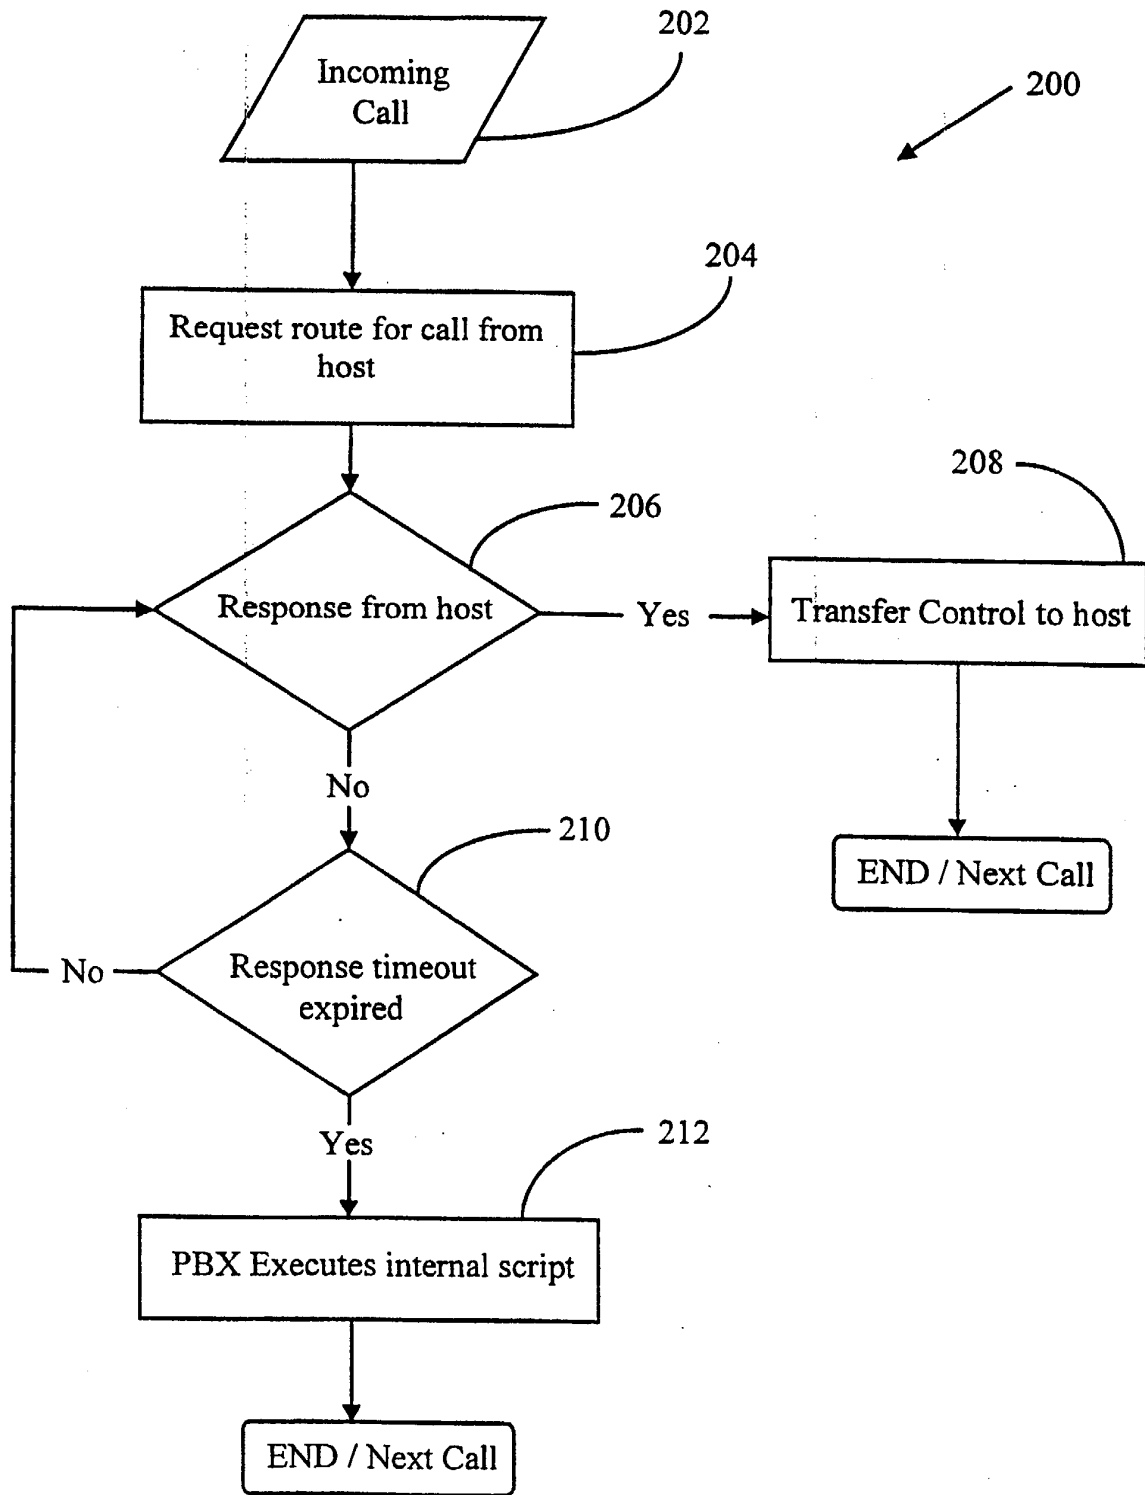 202
Incoming
Call
200
204
Request route for call from
host
206
Response from host
Yes
208
Transfer Control to host
END / Next Call
No
210
Response timeout
expired
No
Yes
212
PBX Executes internal script
END / Next Call